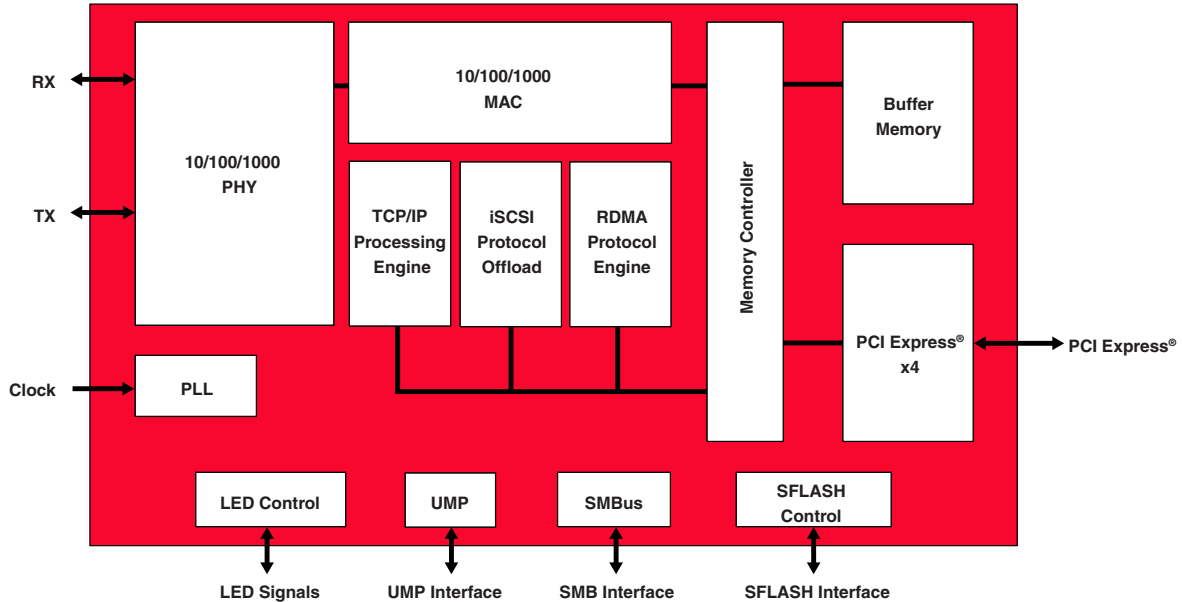 RX
TX
Clock
10/100/1000
PHY
10/100/1000
MAC
TCP/IP
Processing
Engine
iSCSI
Protocol
Offload
RDMA
Protocol
Engine
Memory Controller
Buffer
Memory
PCI Express®
x4
PCI Express®
PLL
LED Control
UMP
SMBus
SFLASH
Control
LED Signals
UMP Interface
SMB Interface
SFLASH Interface